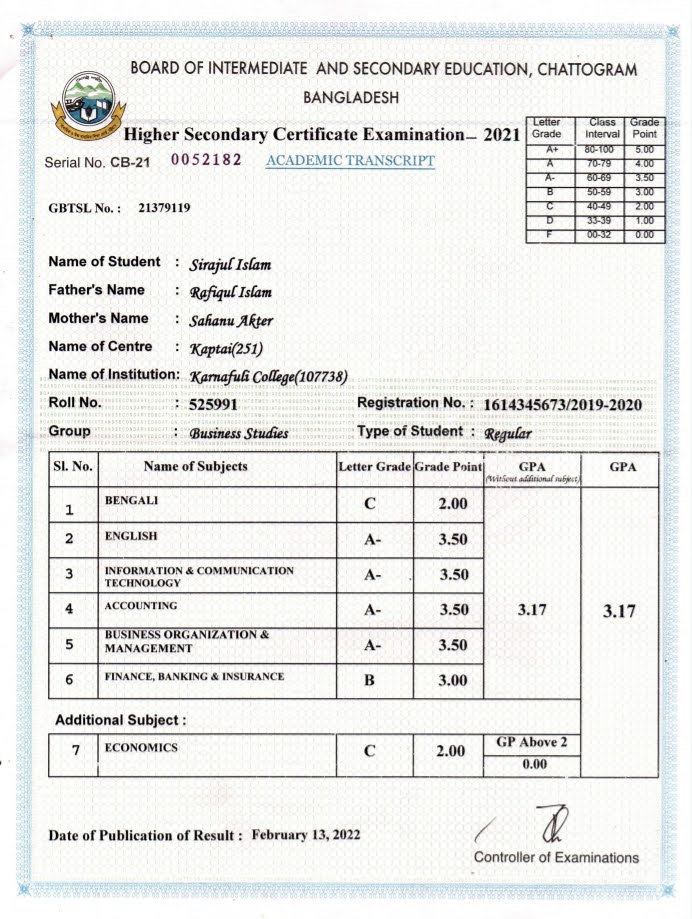 BOARD OF INTERMEDIATE AND SECONDARY EDUCATION, CHATTOGRAM
BANGLADESH
Higher Secondary Certificate Examination– 2021
Serial No. CB-21 0052182 ACADEMIC TRANSCRIPT
Letter Grade Class Interval Grade Point
A+ 80-100 5.00
A 70-79 4.00
A- 60-69 3.50
B 50-59 3.00
C 40-49 2.00
D 33-39 1.00
F 00-32 0.00
GBTSL No. : 21379119
Name of Student : Sirajul Islam
Father's Name : Rafiqul Islam
Mother's Name : Sahanu Akter
Name of Centre : Kaptai(251)
Name of Institution: Karnafuli College(107738)
Roll No. : 525991 Registration No. : 1614345673/2019-2020
Group : Business Studies Type of Student : Regular
Sl. No. Name of Subjects Letter Grade Grade Point GPA GPA
(Without additional subject)
1 BENGALI C 2.00
2 ENGLISH A- 3.50
3 INFORMATION & COMMUNICATION
TECHNOLOGY A- 3.50
4 ACCOUNTING A- 3.50 3.17 3.17
5 BUSINESS ORGANIZATION &
MANAGEMENT A- 3.50
6 FINANCE, BANKING & INSURANCE B 3.00
Additional Subject :
7 ECONOMICS C 2.00 GP Above 2
0.00
Date of Publication of Result : February 13, 2022
Controller of Examinations